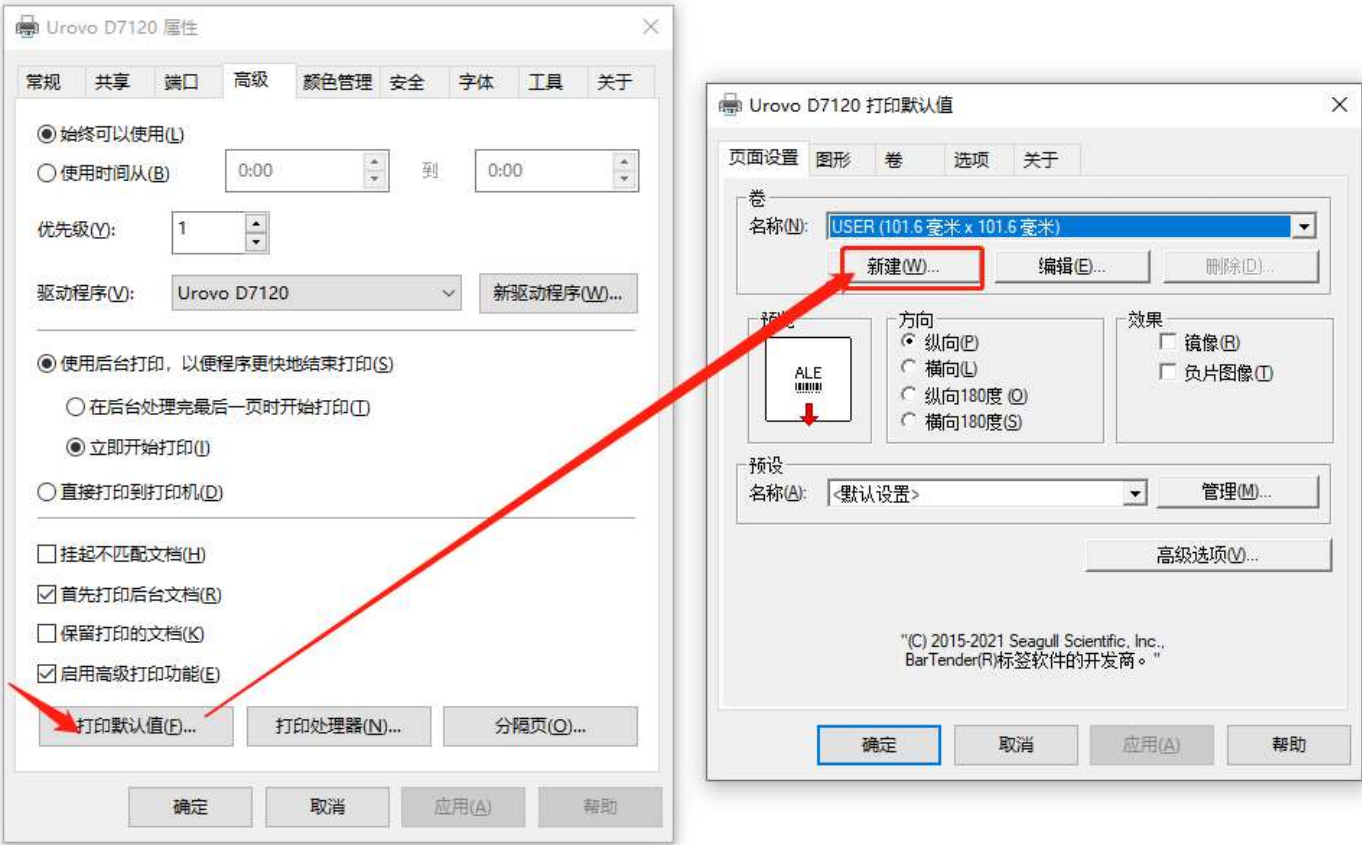 Urovo D7120 属性
常规 共享 端口 高级 颜色管理 安全 字体 工具 关于
始终可以使用(L)
使用时间从(B) 0:00 到 0:00
优先级(Y): 1
驱动程序(V): Urovo D7120 新驱动程序(W)...
使用后台打印，以便程序更快地结束打印(S)
在后台处理完最后一页时开始打印(T)
立即开始打印(I)
直接打印到打印机(D)
挂起不匹配文档(H)
首先打印后台文档(R)
保留打印的文档(K)
启用高级打印功能(E)
打印默认值(F)... 打印处理器(N)... 分隔页(O)...
确定 取消 应用(A) 帮助
Urovo D7120 打印默认值
页面设置 图形 卷 选项 关于
卷
名称(N): USER (101.6 毫米 x 101.6 毫米)
新建(W)... 编辑(E)... 删除(D)...
预览 方向 效果
ALE
纵向(P)
横向(L)
纵向180度 (O)
横向180度(S)
镜像(R)
负片图像(T)
预设
名称(A): <默认设置> 管理(M)...
高级选项(V)...
"(C) 2015-2021 Seagull Scientific, Inc.,
BarTender(R)标签软件的开发商。"
确定 取消 应用(A) 帮助